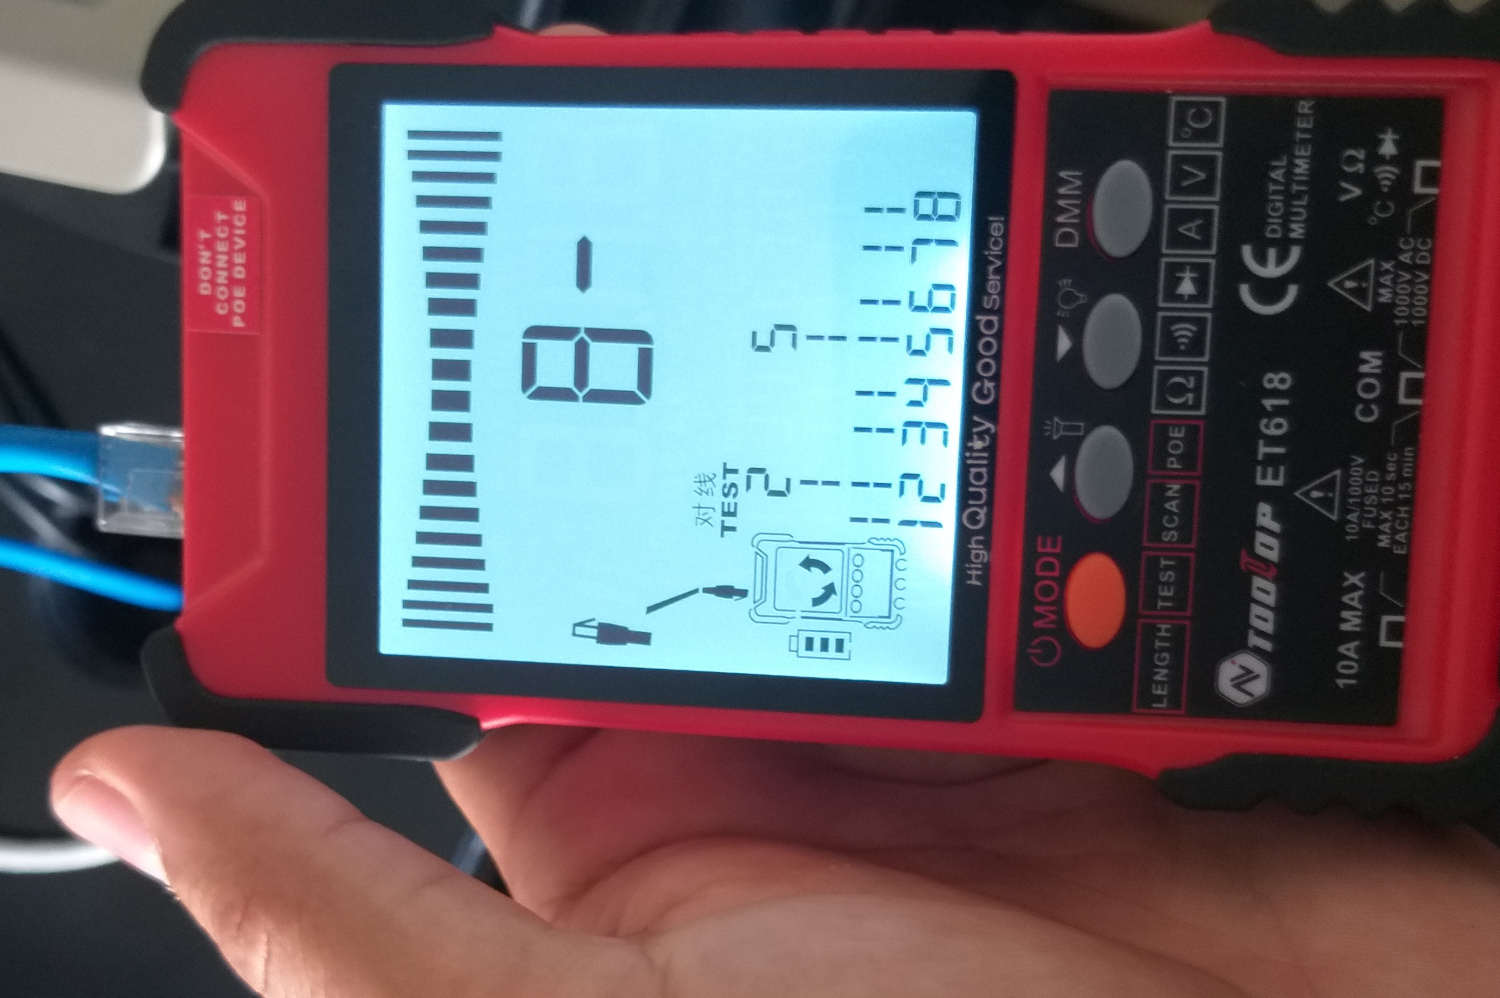 DON'T
CONNECT
POE DEVICE
8-
对线
TEST
2 5
12345678
High Quality Good Service!
MODE
DMM
LENGTH TEST SCAN POE Ω A V °C
TOOLTOP ET618
CE DIGITAL
MULTIMETER
10A MAX
10A/1000V
FUSED
MAX 10 sec
EACH 15 min
COM
MAX
1000V AC
1000V DC
V Ω
°C